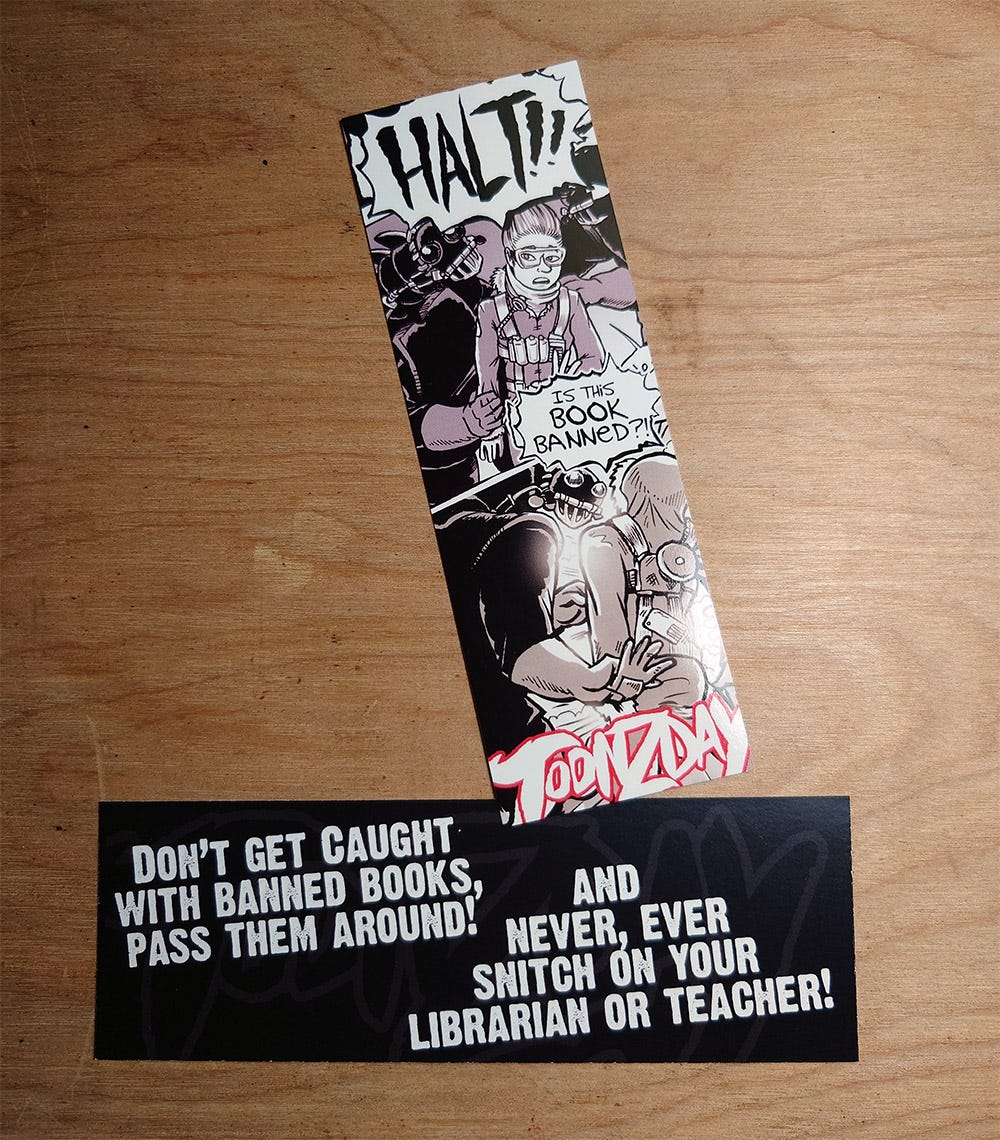 HALT!!
IS THIS
BOOK
BANNED?!
TOONZDAY
DON'T GET CAUGHT
WITH BANNED BOOKS,
PASS THEM AROUND!
AND
NEVER, EVER
SNITCH ON YOUR
LIBRARIAN OR TEACHER!